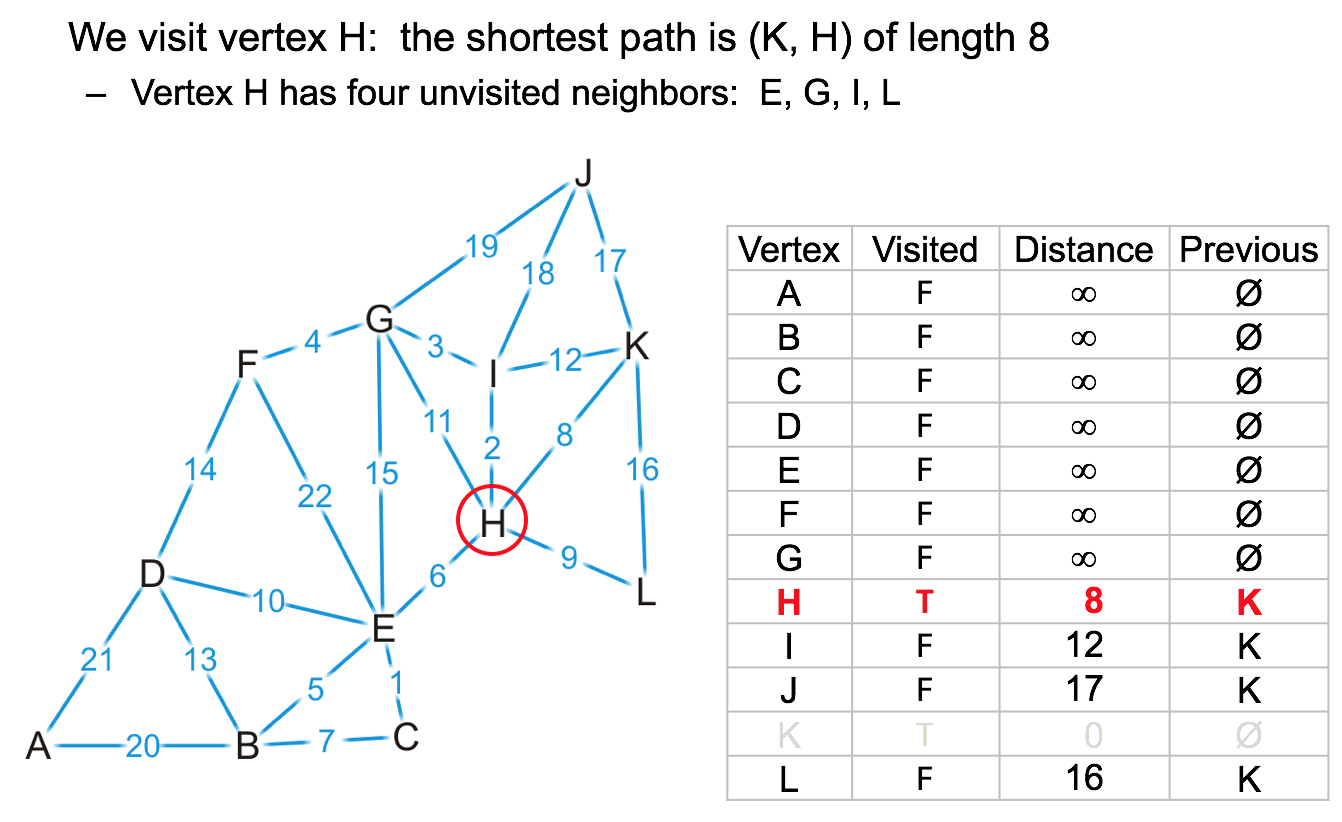 We visit vertex H:  the shortest path is (K, H) of length 8
–  Vertex H has four unvisited neighbors:  E, G, I, L
J
19
18
17
G
4
3
K
12
F
I
11
2
8
14
15
16
22
H
9
6
D
L
10
E
21
13
5
1
A
20
B
7
C
Vertex Visited Distance Previous
A F ∞ Ø
B F ∞ Ø
C F ∞ Ø
D F ∞ Ø
E F ∞ Ø
F F ∞ Ø
G F ∞ Ø
H T 8 K
I F 12 K
J F 17 K
K T 0 Ø
L F 16 K